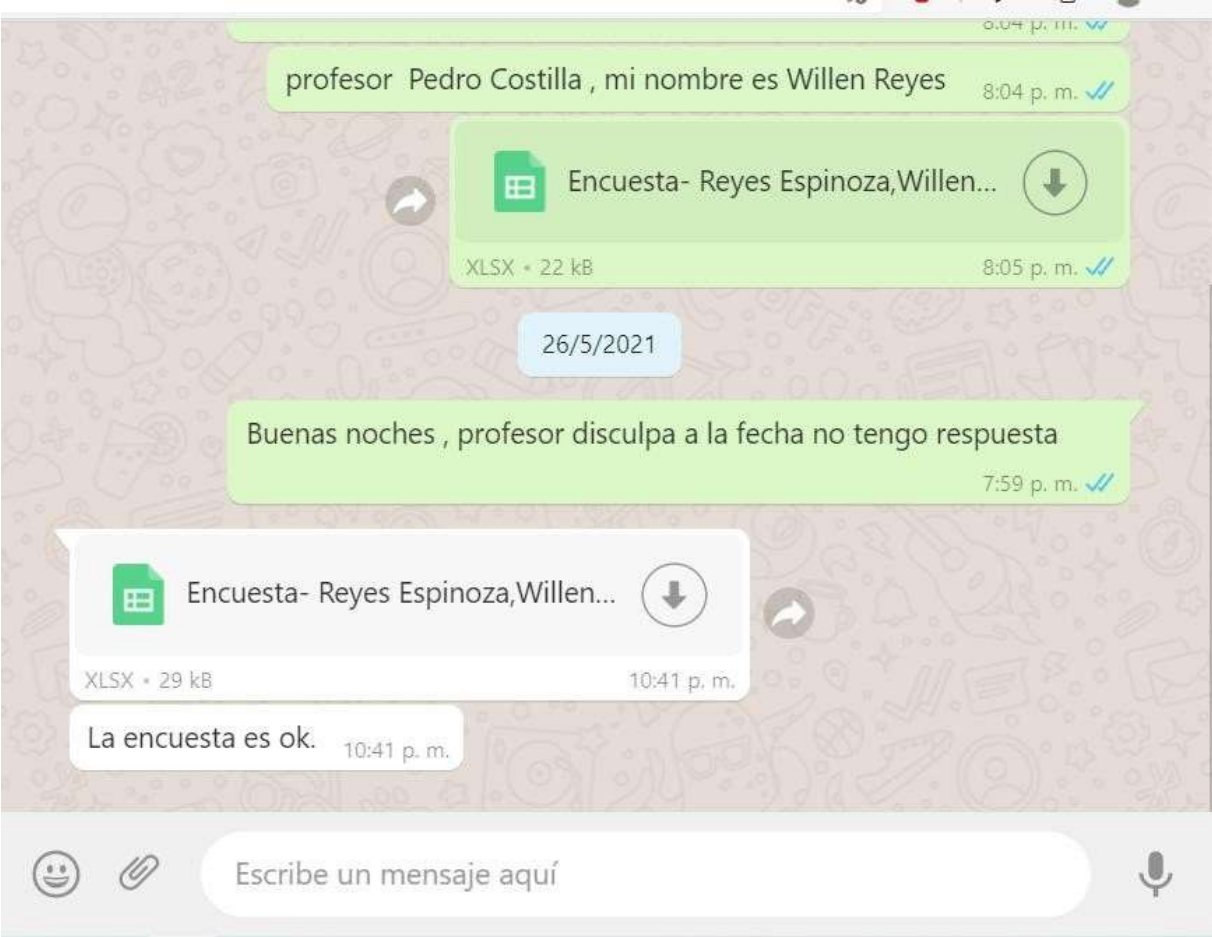 8:04 p. m.
profesor Pedro Costilla , mi nombre es Willen Reyes
8:04 p. m.
Encuesta- Reyes Espinoza,Willen...
XLSX • 22 kB
8:05 p. m.
26/5/2021
Buenas noches , profesor disculpa a la fecha no tengo respuesta
7:59 p. m.
Encuesta- Reyes Espinoza,Willen...
XLSX • 29 kB
10:41 p. m.
La encuesta es ok.
10:41 p. m.
Escribe un mensaje aquí